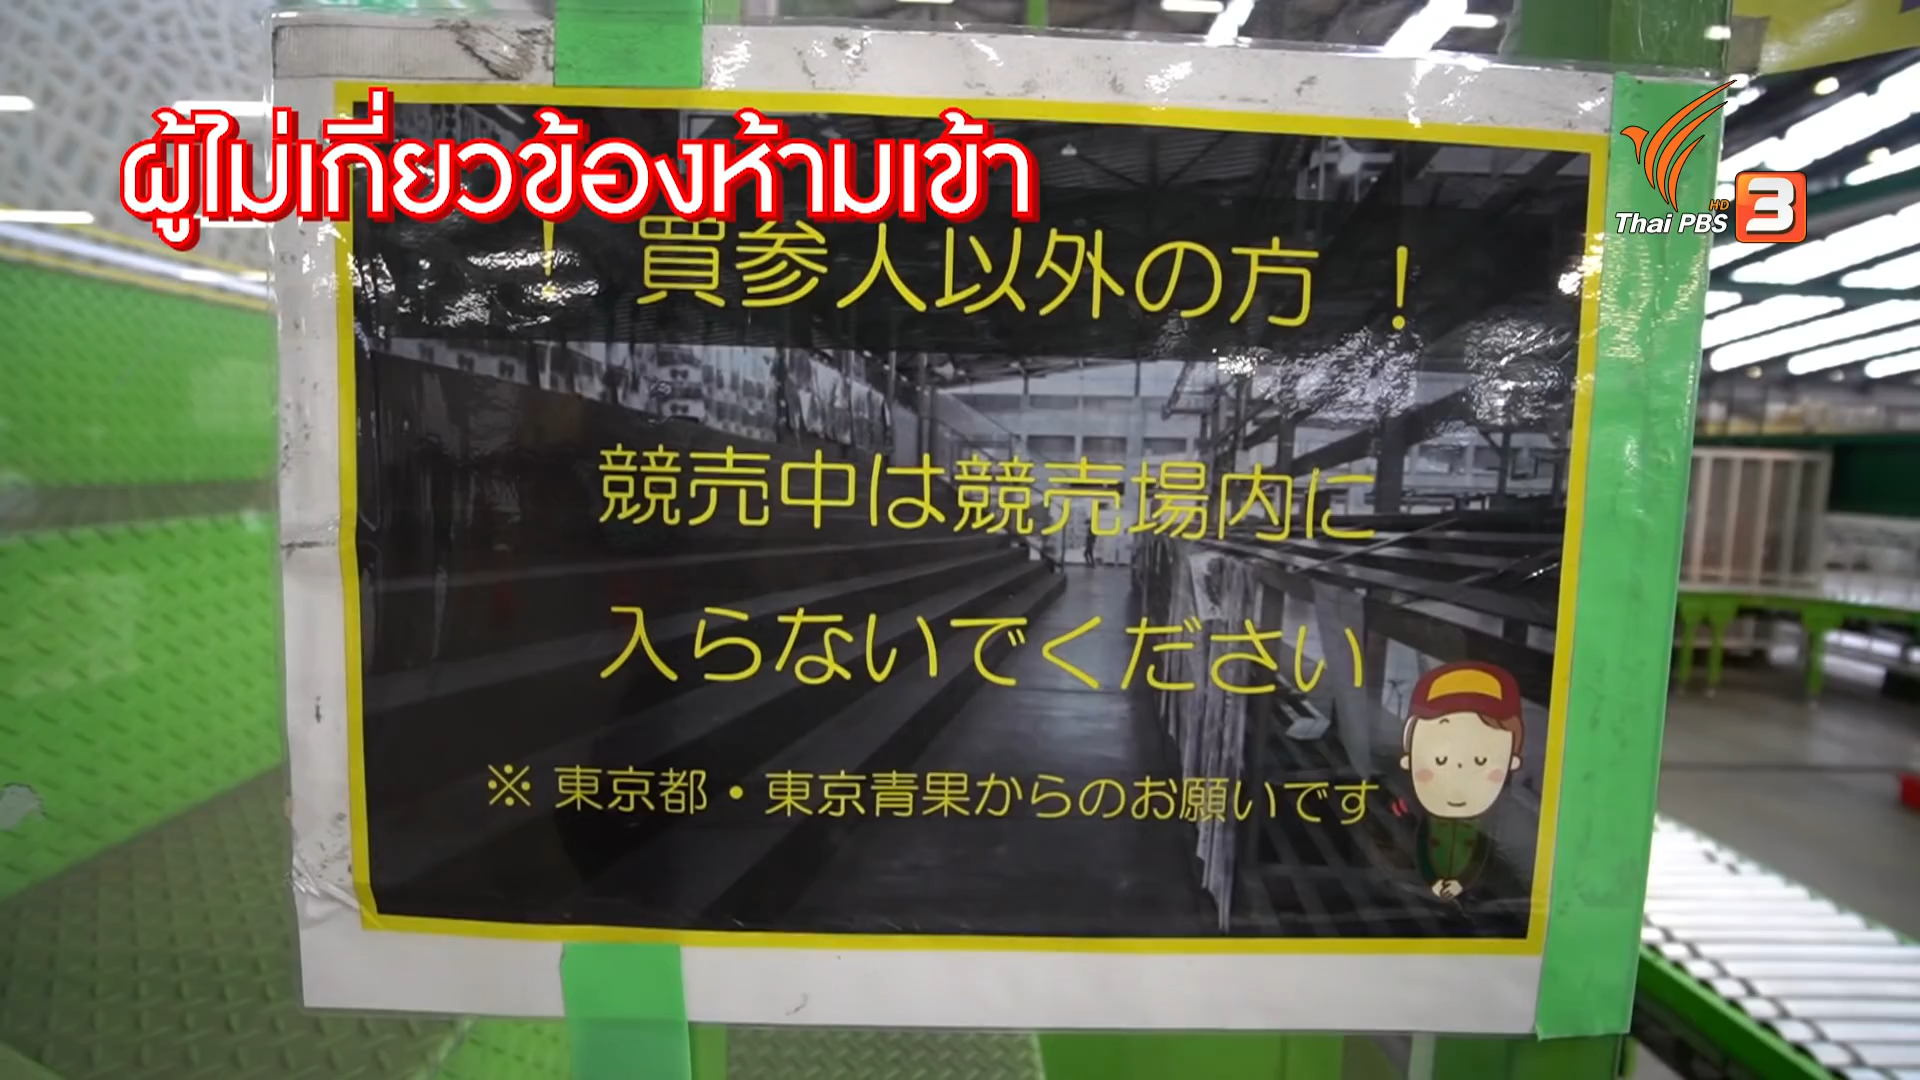 ผู้ไม่เกี่ยวข้องห้ามเข้า
Thai PBS HD 3
！ 買参人以外の方 ！
競売中は競売場内に
入らないでください
※ 東京都・東京青果からのお願いです